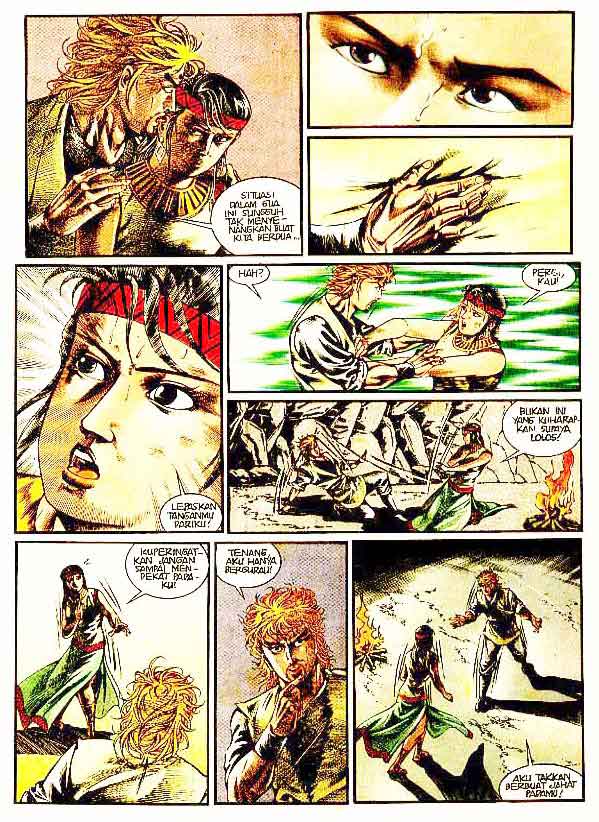 SITUASI
DALAM GUA
INI SUNGGUH
TAK MENYE-
NANGKAN BUAT
KITA BERDUA...
LEPASKAN
TANGANMU
DARIKU!
HAH?
PERGI,
KAU!
BUKAN INI
YANG KUHARAP-
KAN SUPAYA
LOLOS!
KUPERINGAT-
KAN JANGAN
SAMPAI MEN-
DEKAT PADA-
KU!
TENANG,
AKU HANYA
BERGURAU!
AKU TAKKAN
BERBUAT JAHAT
PADAMU!